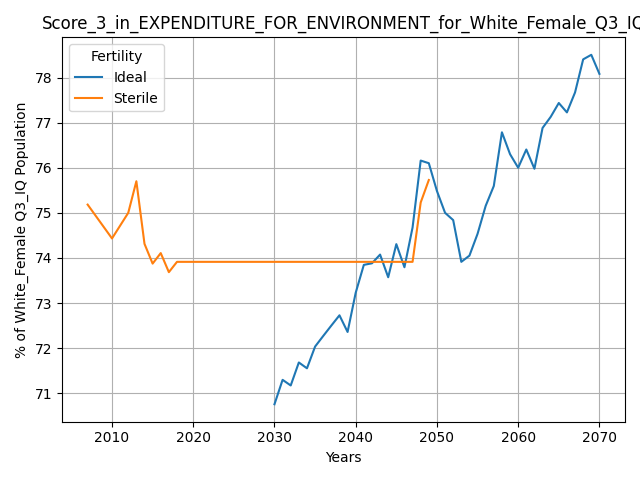 Score_3_in_EXPENDITURE_FOR_ENVIRONMENT_for_White_Female_Q3_IQ
Fertility
Ideal
Sterile
% of White_Female Q3_IQ Population
78
77
76
75
74
73
72
71
2010 2020 2030 2040 2050 2060 2070
Years